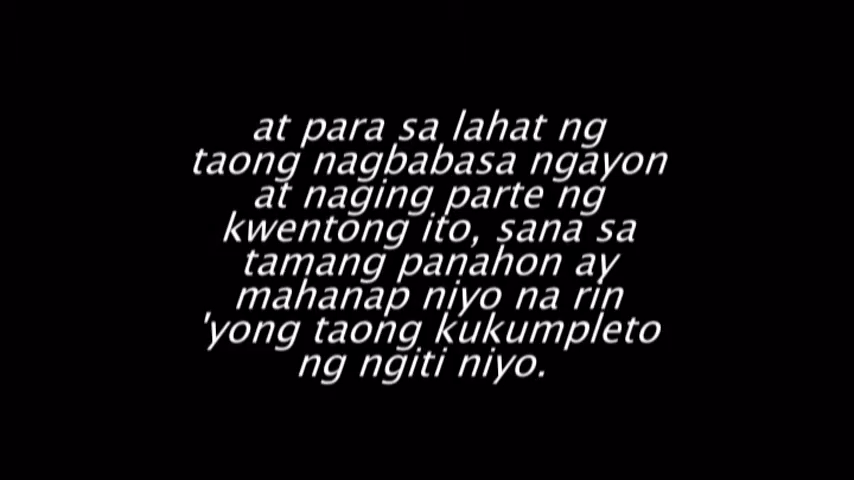 at para sa lahat ng
taong nagbabasa ngayon
at naging parte ng
kwentong ito, sana sa
tamang panahon ay
mahanap niyo na rin
'yong taong kukumpleto
ng ngiti niyo.